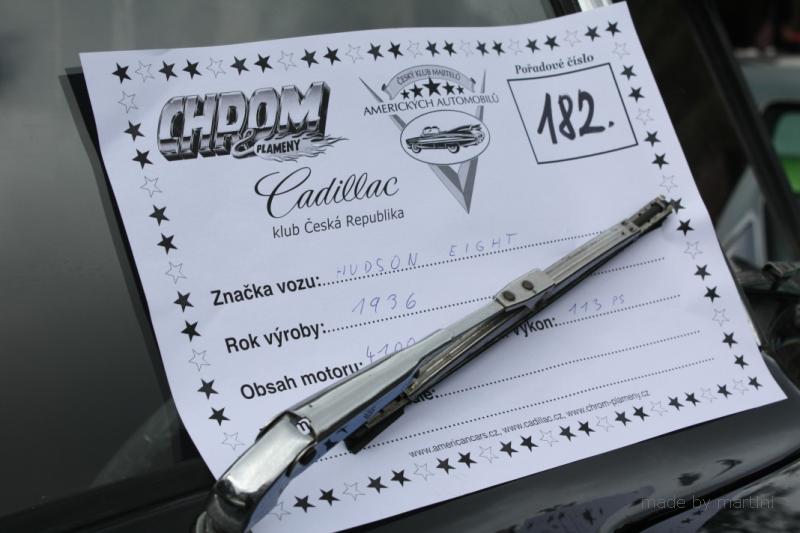 CHROM
& PLAMENY
ČESKÝ KLUB MAJITELŮ
AMERICKÝCH AUTOMOBILŮ
Pořadové číslo
182.
Cadillac
klub Česká Republika
Značka vozu: HUDSON EIGHT
Rok výroby: 1936
Obsah motoru: 4100
výkon: 113 PS
www.americancars.cz, www.cadillac.cz, www.chrom-plameny.cz
made by martini